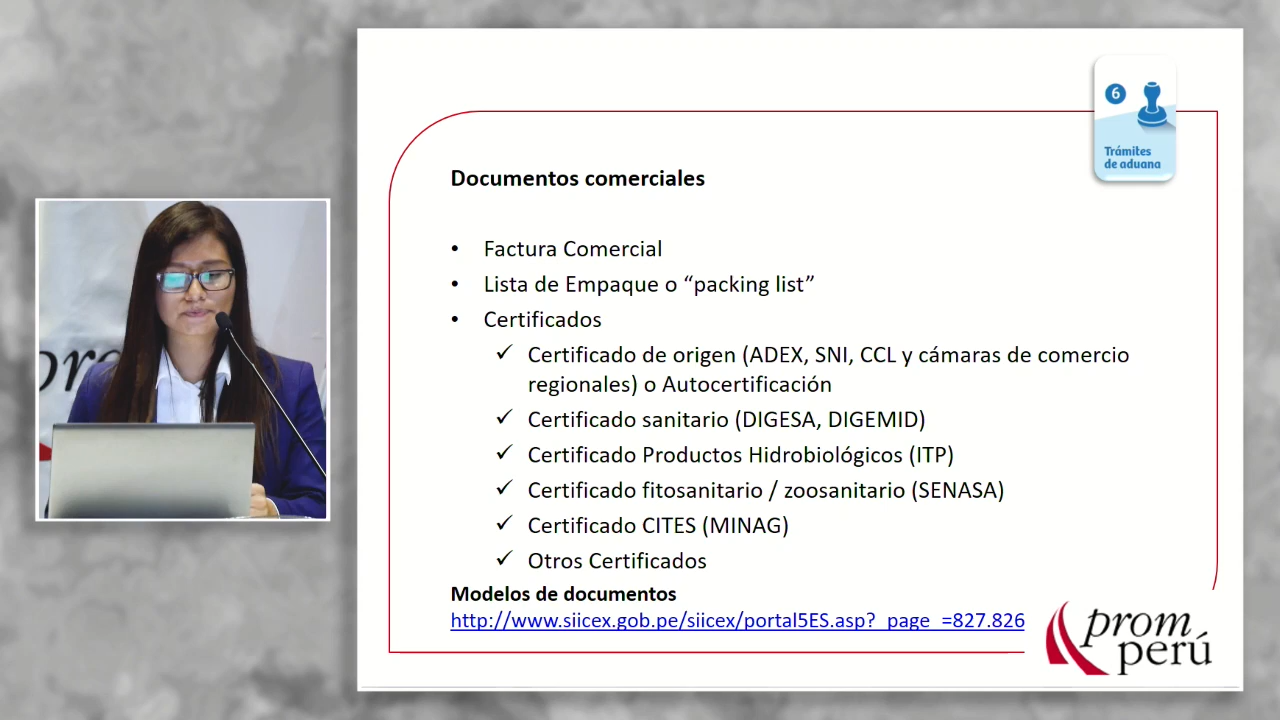 6
Trámites
de aduana
Documentos comerciales
• Factura Comercial
• Lista de Empaque o “packing list”
• Certificados
✓ Certificado de origen (ADEX, SNI, CCL y cámaras de comercio
regionales) o Autocertificación
✓ Certificado sanitario (DIGESA, DIGEMID)
✓ Certificado Productos Hidrobiológicos (ITP)
✓ Certificado fitosanitario / zoosanitario (SENASA)
✓ Certificado CITES (MINAG)
✓ Otros Certificados
Modelos de documentos
http://www.siicex.gob.pe/siicex/portal5ES.asp?_page_=827.826
prom
perú